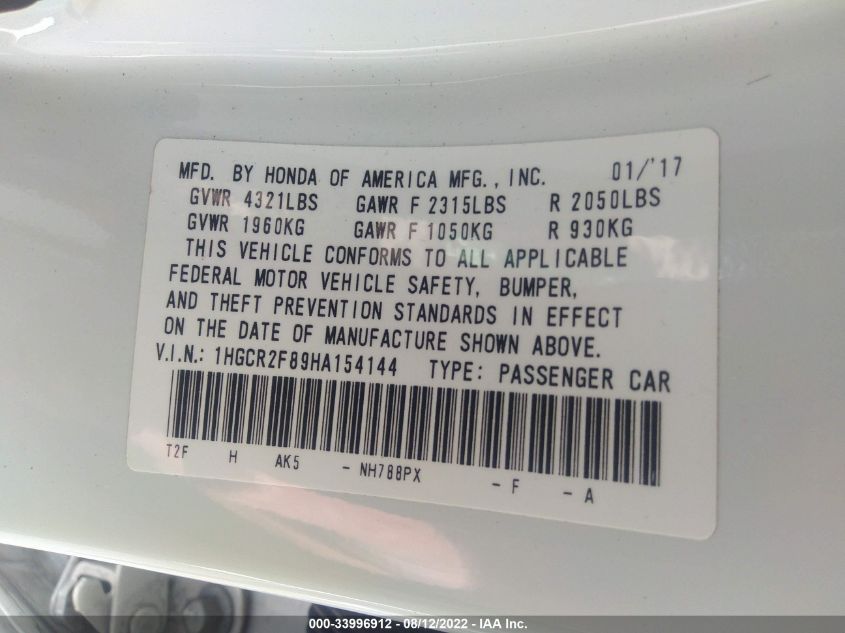 MFD. BY HONDA OF AMERICA MFG., INC. 01/'17
GVWR 4321LBS GAWR F 2315LBS R 2050LBS
GVWR 1960KG GAWR F 1050KG R 930KG
THIS VEHICLE CONFORMS TO ALL APPLICABLE
FEDERAL MOTOR VEHICLE SAFETY, BUMPER,
AND THEFT PREVENTION STANDARDS IN EFFECT
ON THE DATE OF MANUFACTURE SHOWN ABOVE.
V.I.N.: 1HGCR2F89HA154144 TYPE: PASSENGER CAR
T2F H AK5 - NH788PX - F - A
000-33996912 - 08/12/2022 - IAA Inc.